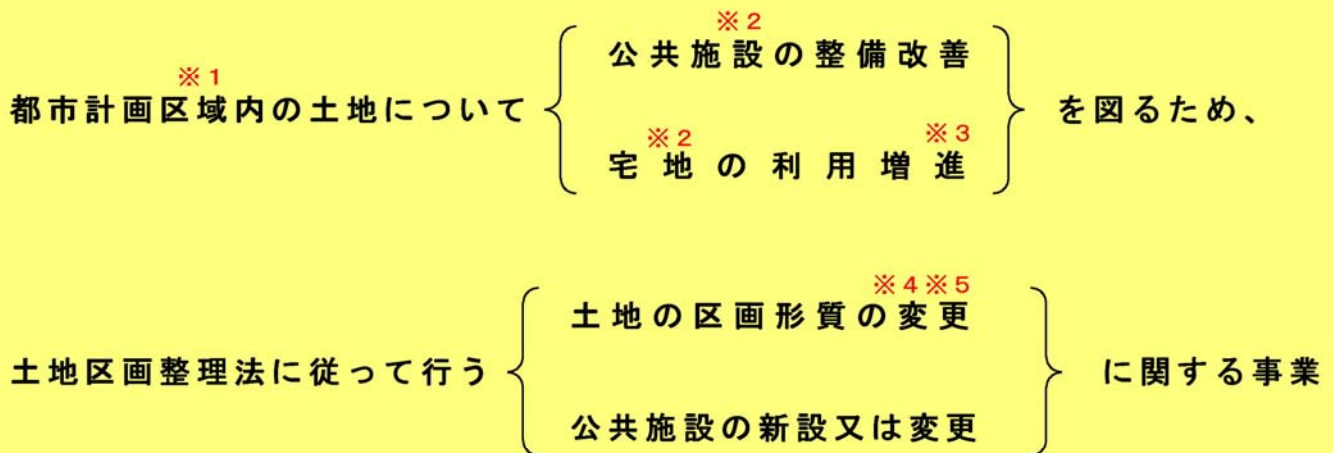 ※２
公共施設の整備改善
※１
都市計画区域内の土地について
を図るため、
※２ ※３
宅地の利用増進
※４※５
土地の区画形質の変更
土地区画整理法に従って行う
に関する事業
公共施設の新設又は変更